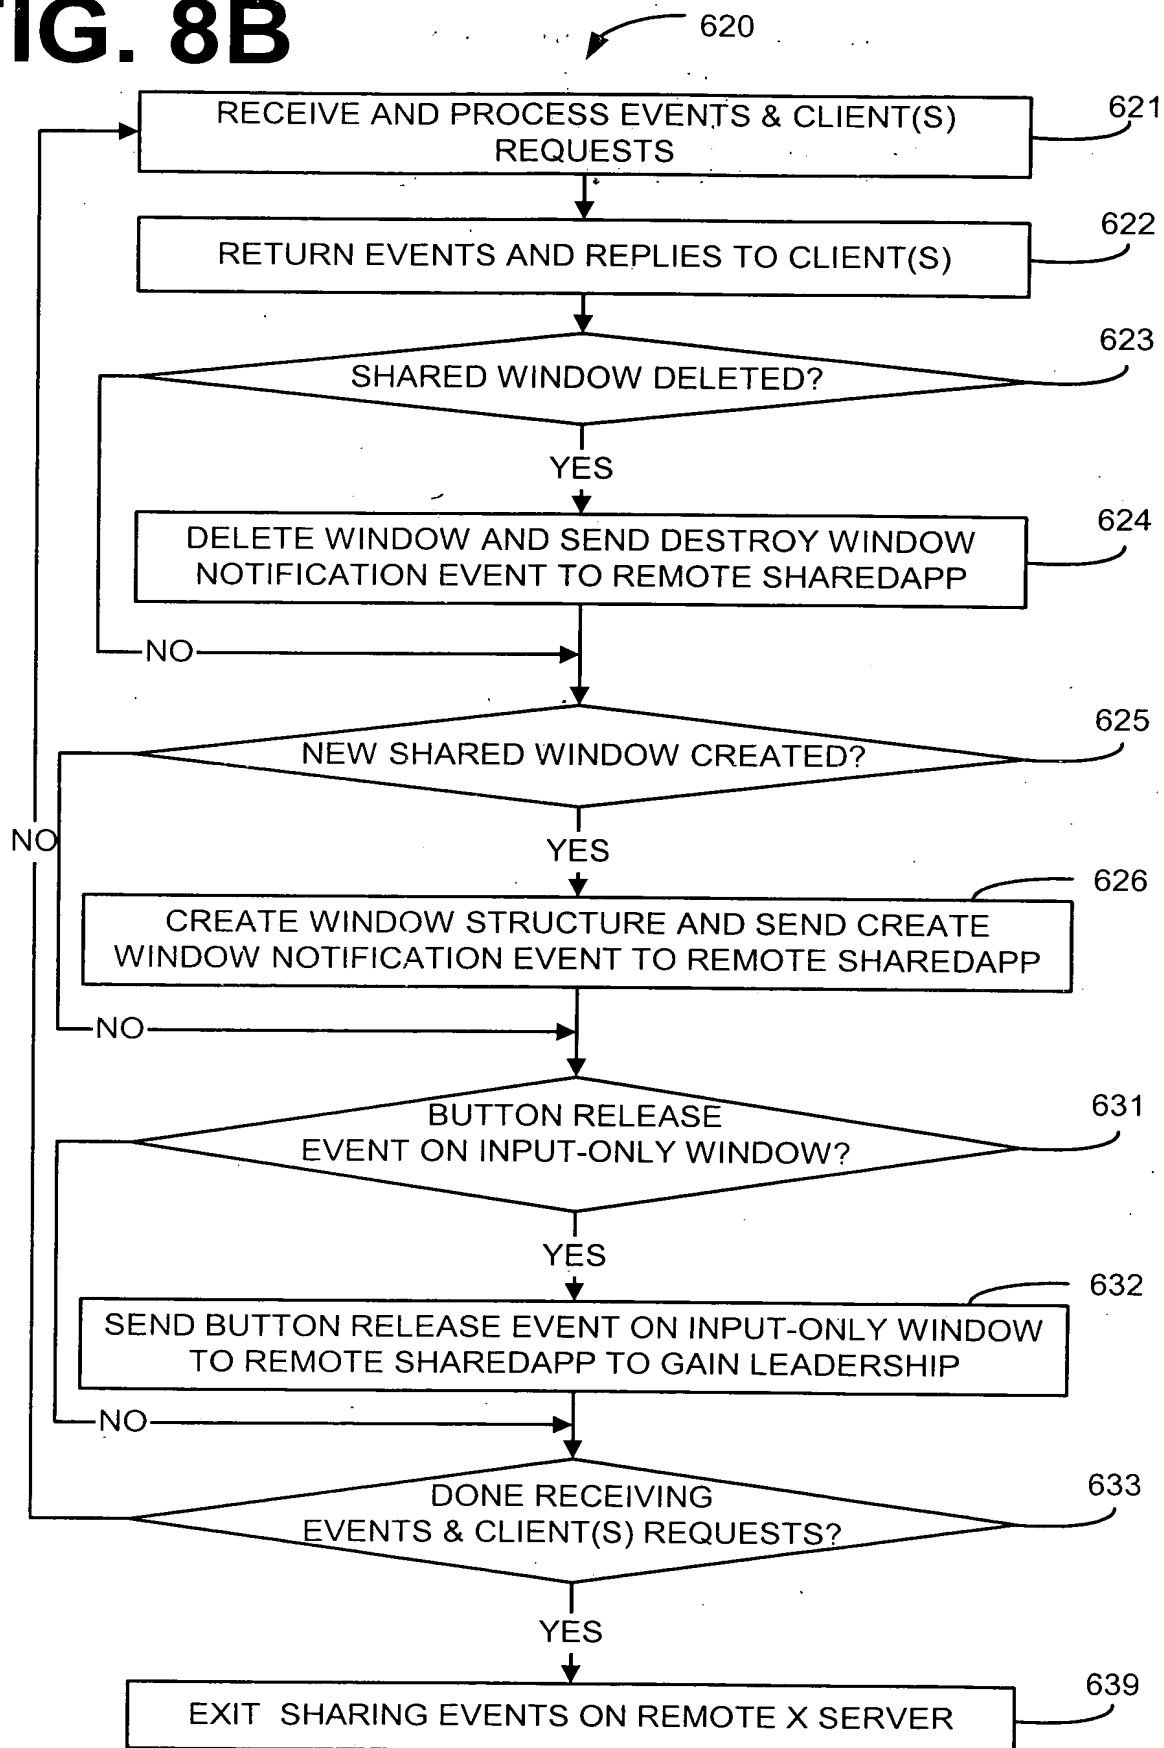 FIG. 8B
620
RECEIVE AND PROCESS EVENTS & CLIENT(S)
REQUESTS
621
RETURN EVENTS AND REPLIES TO CLIENT(S)
622
SHARED WINDOW DELETED?
623
YES
DELETE WINDOW AND SEND DESTROY WINDOW
NOTIFICATION EVENT TO REMOTE SHAREDAPP
624
NO
NEW SHARED WINDOW CREATED?
625
NO
YES
CREATE WINDOW STRUCTURE AND SEND CREATE
WINDOW NOTIFICATION EVENT TO REMOTE SHAREDAPP
626
NO
BUTTON RELEASE
EVENT ON INPUT-ONLY WINDOW?
631
YES
SEND BUTTON RELEASE EVENT ON INPUT-ONLY WINDOW
TO REMOTE SHAREDAPP TO GAIN LEADERSHIP
632
NO
DONE RECEIVING
EVENTS & CLIENT(S) REQUESTS?
633
YES
EXIT SHARING EVENTS ON REMOTE X SERVER
639